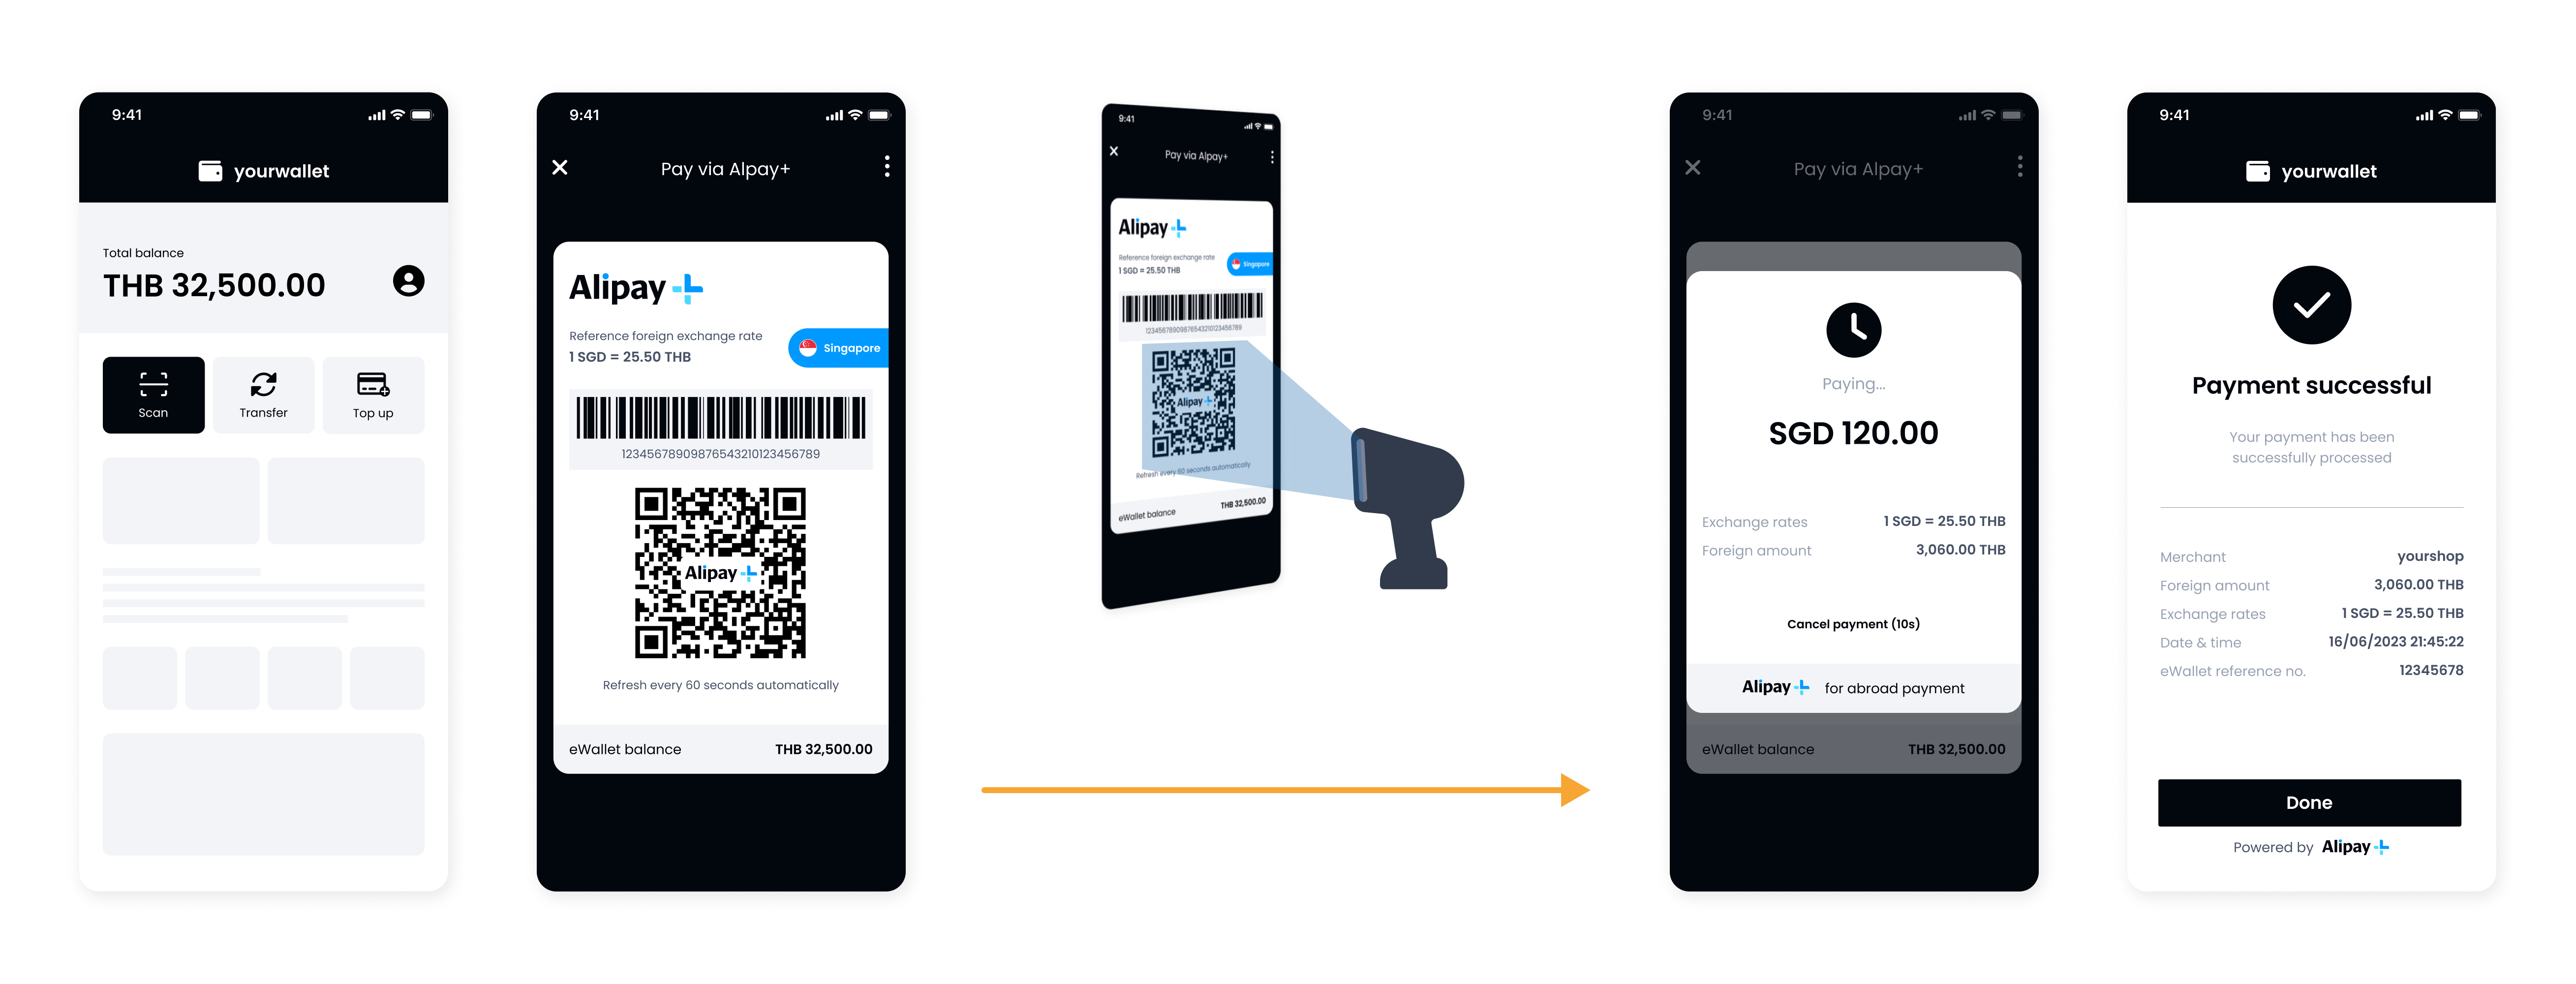 9:41
yourwallet
Total balance
THB 32,500.00
Scan
Transfer
Top up
9:41
Pay via Alpay+
Alipay+
Reference foreign exchange rate
1 SGD = 25.50 THB
Singapore
12345678909876543210123456789
Alipay+
Refresh every 60 seconds automatically
eWallet balance THB 32,500.00
9:41
Pay via Alpay+
Alipay+
Reference foreign exchange rate
1 SGD = 25.50 THB
Singapore
12345678909876543210123456789
Alipay+
Refresh every 60 seconds automatically
eWallet balance THB 32,500.00
9:41
Pay via Alpay+
Paying...
SGD 120.00
Exchange rates 1 SGD = 25.50 THB
Foreign amount 3,060.00 THB
Cancel payment (10s)
Alipay+ for abroad payment
eWallet balance THB 32,500.00
9:41
yourwallet
Payment successful
Your payment has been
successfully processed
Merchant yourshop
Foreign amount 3,060.00 THB
Exchange rates 1 SGD = 25.50 THB
Date & time 16/06/2023 21:45:22
eWallet reference no. 12345678
Done
Powered by Alipay+